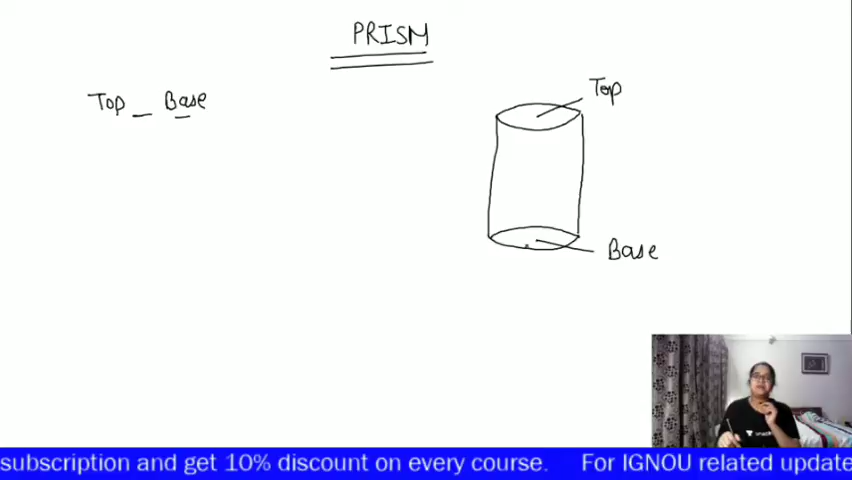 PRISM
Top _ Base
Top
Base
subscription and get 10% discount on every course. For IGNOU related update